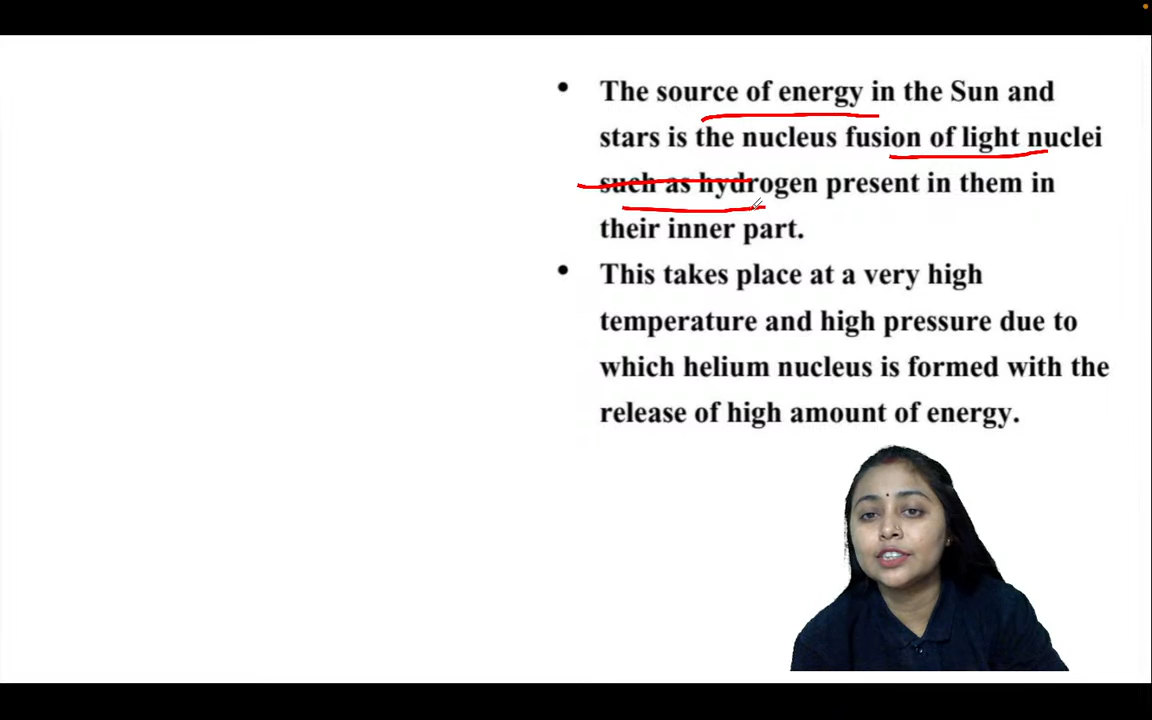 • The source of energy in the Sun and
stars is the nucleus fusion of light nuclei
such as hydrogen present in them in
their inner part.
• This takes place at a very high
temperature and high pressure due to
which helium nucleus is formed with the
release of high amount of energy.